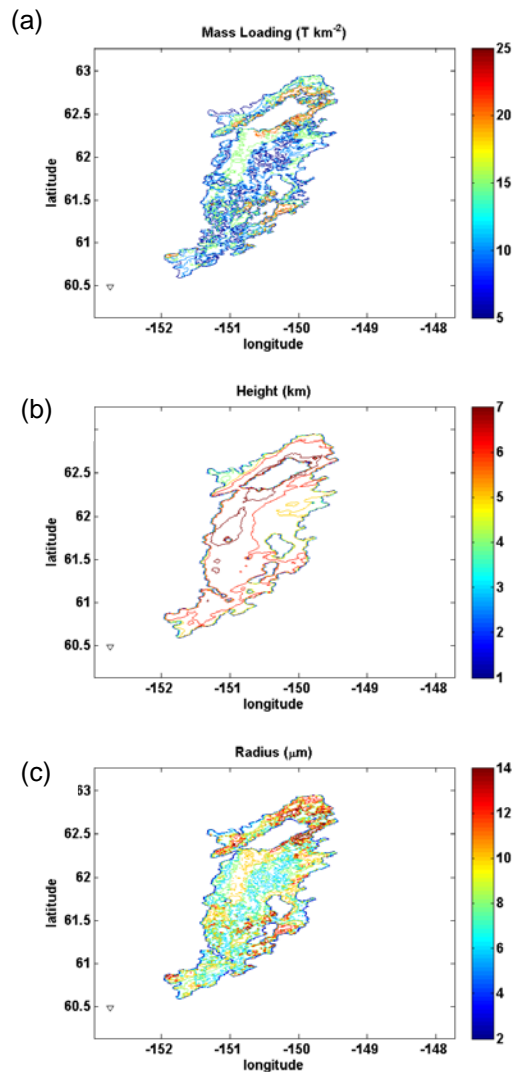 (a)
Mass Loading (T km-2)
63
62.5
62
61.5
61
60.5
latitude
-152 -151 -150 -149 -148
longitude
25
20
15
10
5
(b)
Height (km)
62.5
62
61.5
61
60.5
latitude
-152 -151 -150 -149 -148
longitude
7
6
5
4
3
2
1
(c)
Radius (μm)
53
62.5
62
61.5
61
60.5
latitude
-152 -151 -150 -149 -148
longitude
14
12
10
8
6
4
2